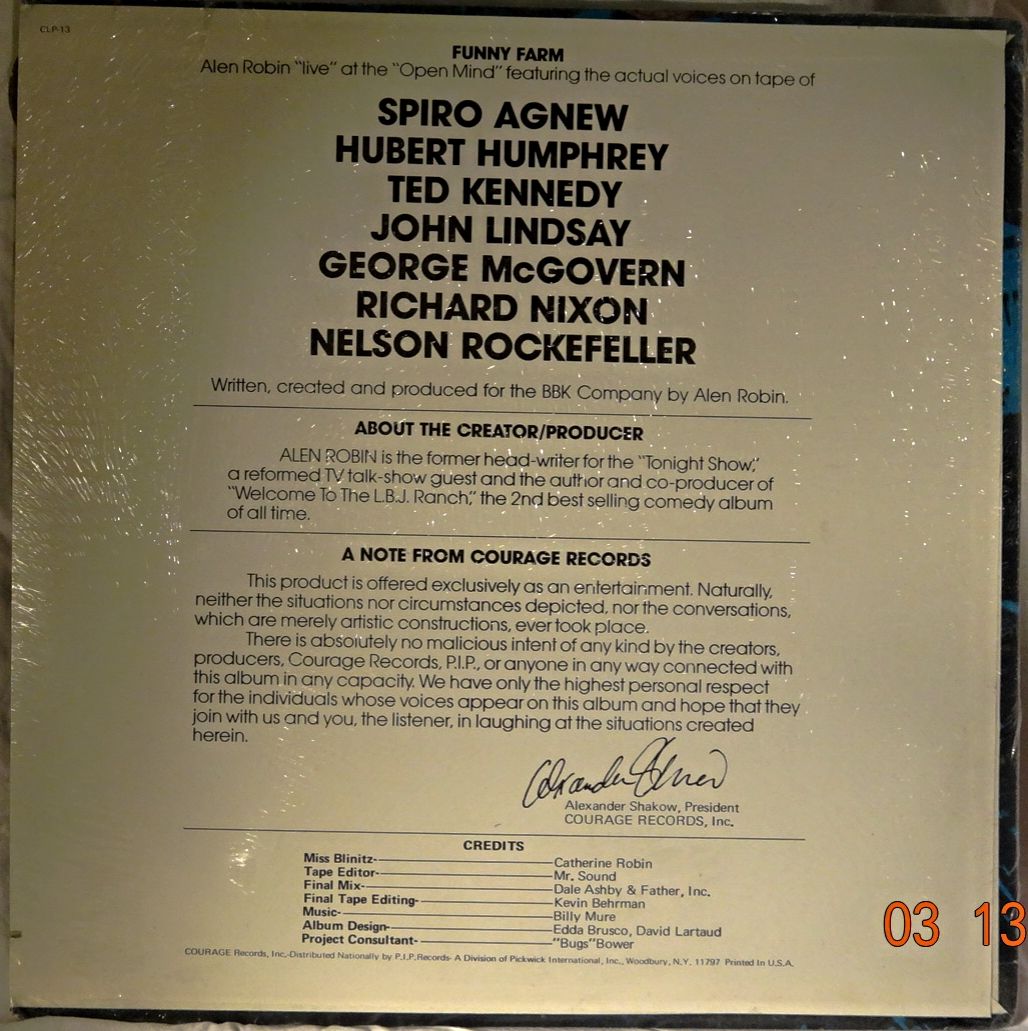 CLP-13
FUNNY FARM
Alen Robin "live" at the "Open Mind" featuring the actual voices on tape of
SPIRO AGNEW
HUBERT HUMPHREY
TED KENNEDY
JOHN LINDSAY
GEORGE McGOVERN
RICHARD NIXON
NELSON ROCKEFELLER
Written, created and produced for the BBK Company by Alen Robin.
ABOUT THE CREATOR/PRODUCER
ALEN ROBIN is the former head-writer for the "Tonight Show,"
a reformed TV talk-show guest and the author and co-producer of
"Welcome To The L.B.J. Ranch," the 2nd best selling comedy album
of all time.
A NOTE FROM COURAGE RECORDS
This product is offered exclusively as an entertainment. Naturally,
neither the situations nor circumstances depicted, nor the conversations,
which are merely artistic constructions, ever took place.
There is absolutely no malicious intent of any kind by the creators,
producers, Courage Records, P.I.P., or anyone in any way connected with
this album in any capacity. We have only the highest personal respect
for the individuals whose voices appear on this album and hope that they
join with us and you, the listener, in laughing at the situations created
herein.
Alexander Shakow, President
COURAGE RECORDS, Inc.
CREDITS
Miss Blinitz- Catherine Robin
Tape Editor- Mr. Sound
Final Mix- Dale Ashby & Father, Inc.
Final Tape Editing- Kevin Behrman
Music- Billy Mure
Album Design- Edda Brusco, David Lartaud
Project Consultant- "Bugs" Bower
COURAGE Records, Inc.-Distributed Nationally by P.I.P. Records- A Division of Pickwick International, Inc., Woodbury, N.Y. 11797 Printed In U.S.A.
03 13